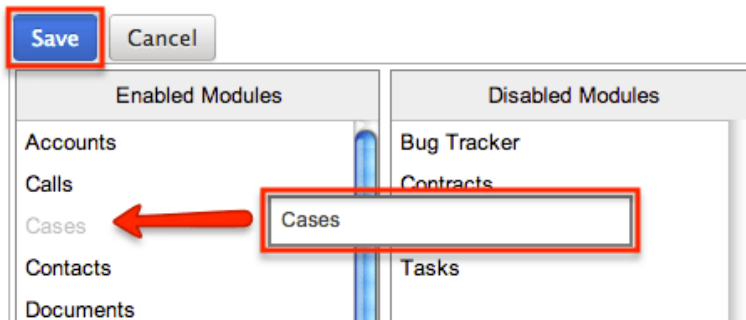 Save Cancel
Enabled Modules Disabled Modules
Accounts Bug Tracker
Calls Contracts
Cases Cases
Contacts Tasks
Documents